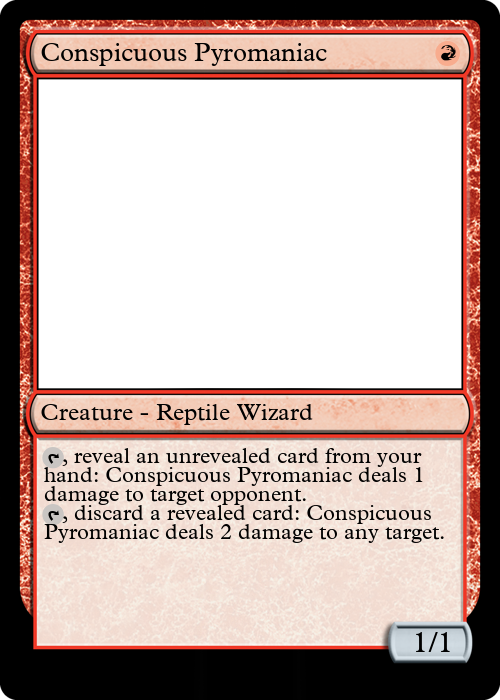 Conspicuous Pyromaniac
Creature - Reptile Wizard
, reveal an unrevealed card from your
hand: Conspicuous Pyromaniac deals 1
damage to target opponent.
, discard a revealed card: Conspicuous
Pyromaniac deals 2 damage to any target.
1/1